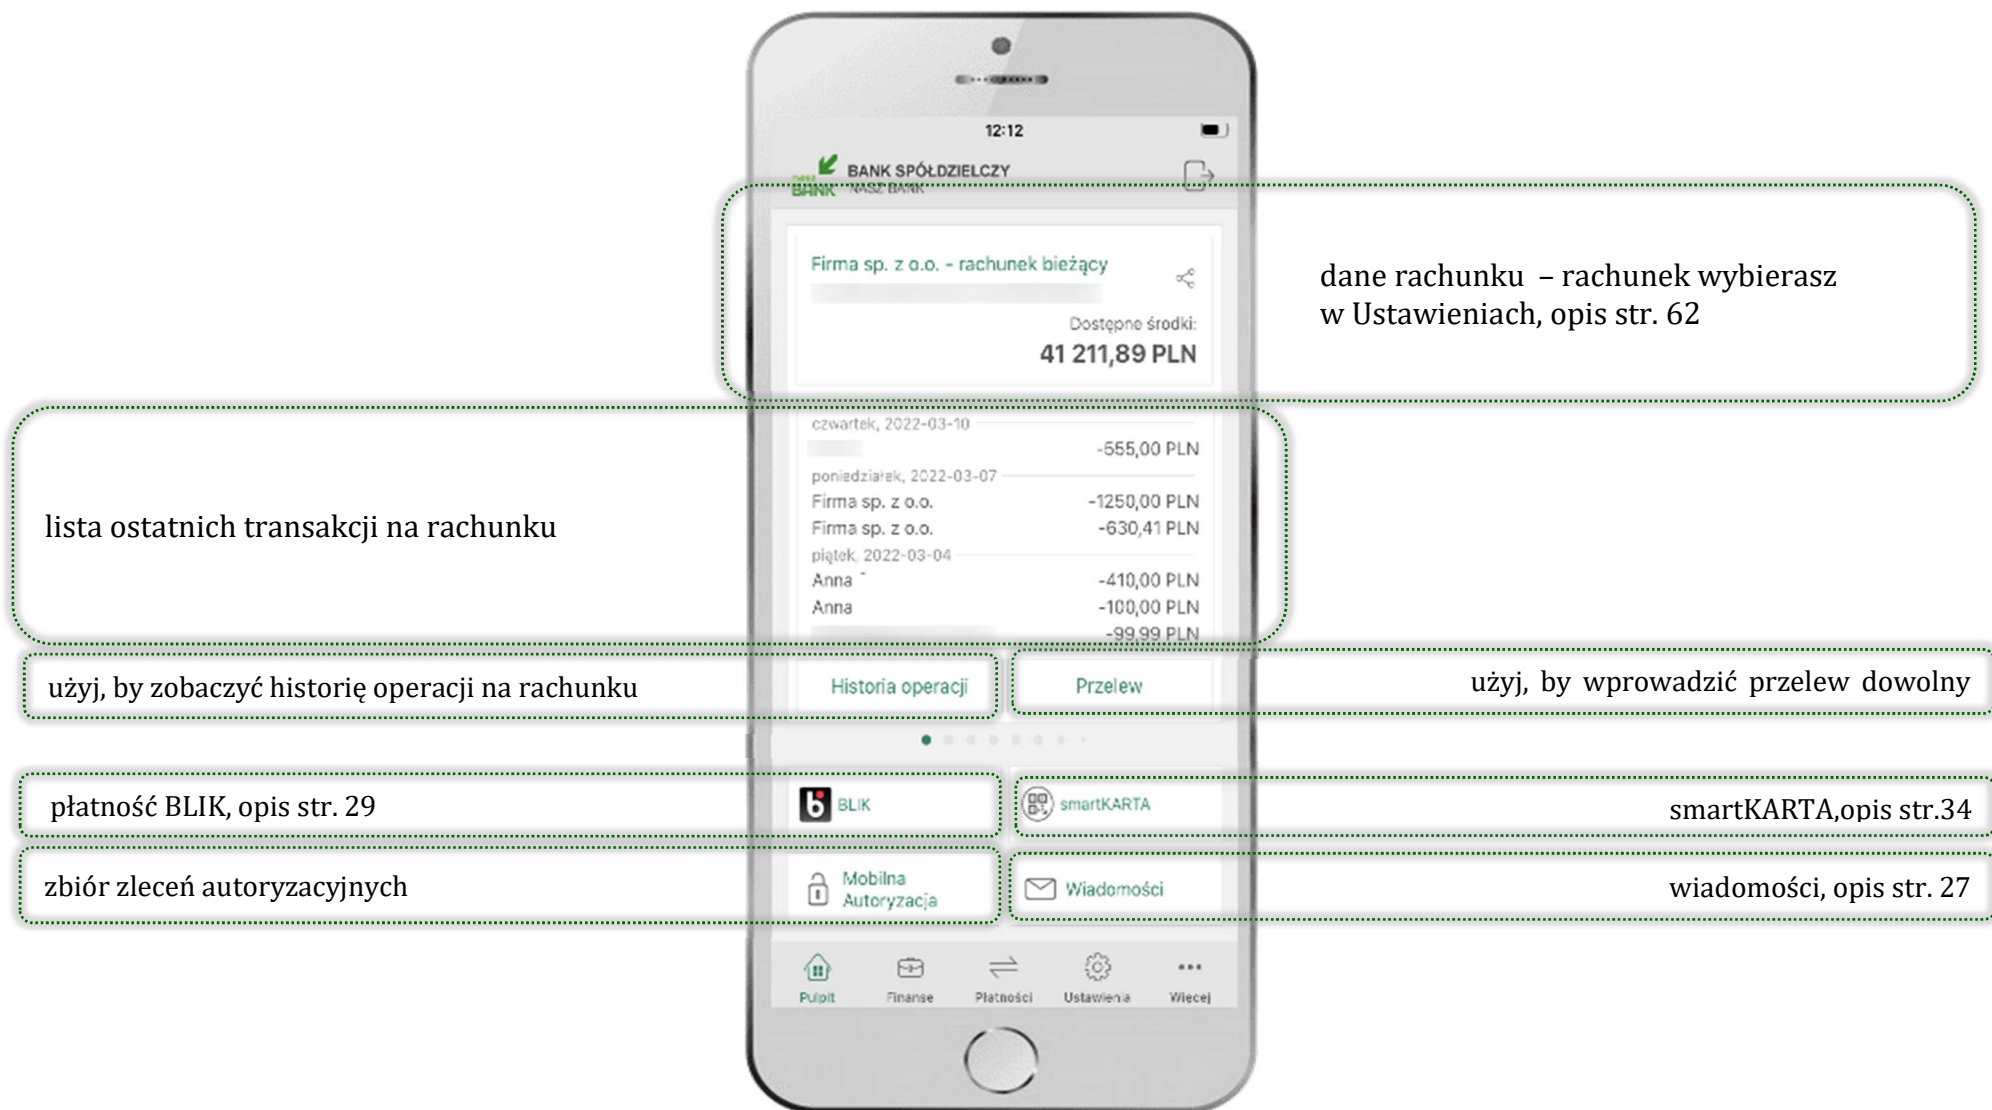 12:12
nasz
BANK
BANK SPÓŁDZIELCZY
NASZ BANK
Firma sp. z o.o. – rachunek bieżący
Dostępne środki:
41 211,89 PLN
dane rachunku – rachunek wybierasz
w Ustawieniach, opis str. 62
lista ostatnich transakcji na rachunku
czwartek, 2022-03-10
-555,00 PLN
poniedziałek, 2022-03-07
Firma sp. z o.o. -1250,00 PLN
Firma sp. z o.o. -630,41 PLN
piątek, 2022-03-04
Anna -410,00 PLN
Anna -100,00 PLN
-99,99 PLN
użyj, by zobaczyć historię operacji na rachunku
Historia operacji
Przelew
użyj, by wprowadzić przelew dowolny
płatność BLIK, opis str. 29
BLIK
smartKARTA
smartKARTA,opis str.34
zbiór zleceń autoryzacyjnych
Mobilna
Autoryzacja
Wiadomości
wiadomości, opis str. 27
Pulpit Finanse Płatności Ustawienia Więcej